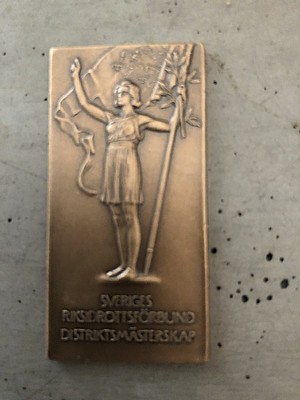 SVERIGES
RIKSIDROTTSFÖRBUND
DISTRIKTSMÄSTERSKAP